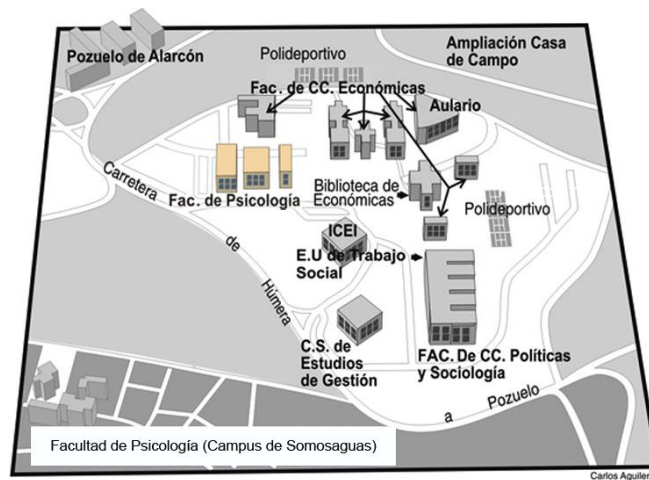 Pozuelo de Alarcón
Polideportivo
Ampliación Casa
de Campo
Fac. de CC. Económicas
Aulario
Carretera
de
Húmera
a
Pozuelo
Fac. de Psicología
Biblioteca de
Económicas
Polideportivo
ICEI
E.U de Trabajo
Social
C.S. de
Estudios
de Gestión
FAC. De CC. Políticas
y Sociología
Facultad de Psicología (Campus de Somosaguas)
Carlos Aguilera